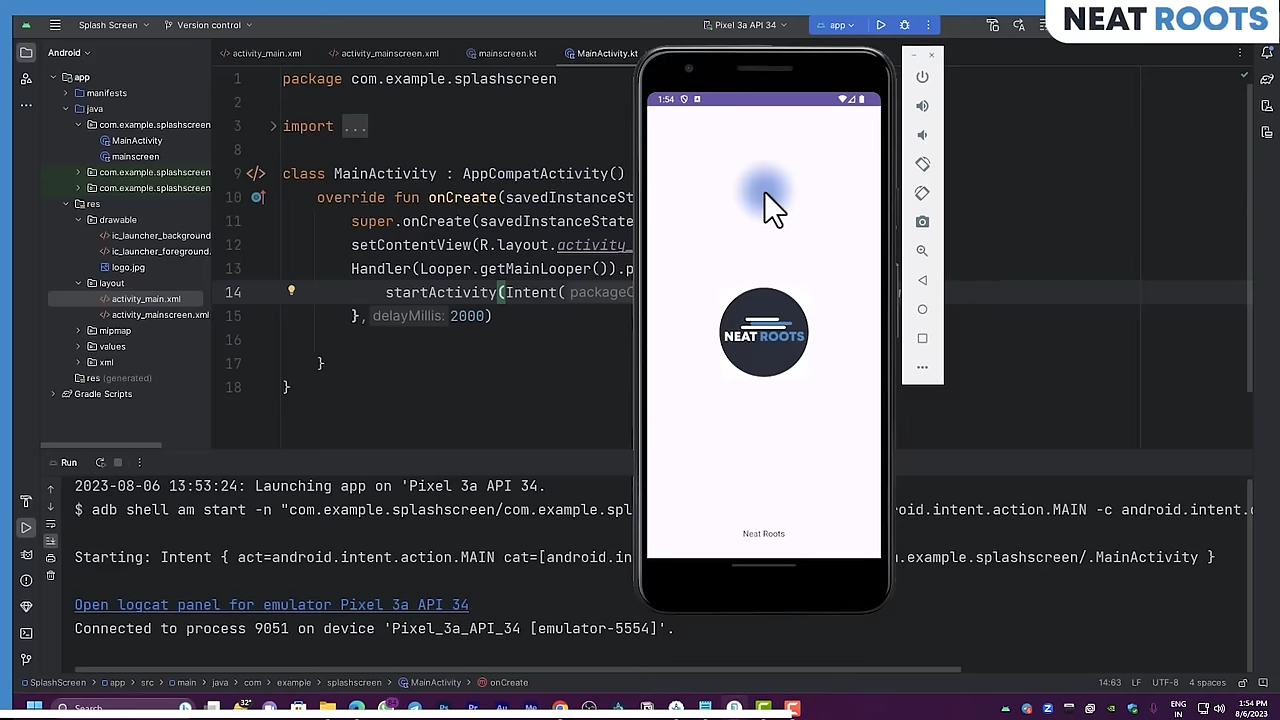 NEAT ROOTS
Splash Screen
Version control
Pixel 3a API 34
app
Android
activity_main.xml
activity_mainscreen.xml
mainscreen.kt
MainActivity.kt
app
manifests
java
com.example.splashscreen
MainActivity
mainscreen
com.example.splashscreen
com.example.splashscreen
res
drawable
ic_launcher_background
ic_launcher_foreground.
logo.jpg
layout
activity_main.xml
activity_mainscreen.xml
mipmap
values
xml
res (generated)
Gradle Scripts
1 package com.example.splashscreen
2
3 import ...
8
9 class MainActivity : AppCompatActivity()
10 override fun onCreate(savedInstanceSt
11 super.onCreate(savedInstanceState
12 setContentView(R.layout.activity_
13 Handler(Looper.getMainLooper()).p
14 startActivity(Intent( packageC
15 }, delayMillis: 2000)
16
17 }
18 }
1:54
NEAT ROOTS
Neat Roots
Run
2023-08-06 13:53:24: Launching app on 'Pixel 3a API 34.
$ adb shell am start -n "com.example.splashscreen/com.example.spl oid.intent.action.MAIN -c android.intent.c
Starting: Intent { act=android.intent.action.MAIN cat=[android.in .example.splashscreen/.MainActivity }
Open logcat panel for emulator Pixel 3a API 34
Connected to process 9051 on device 'Pixel_3a_API_34 [emulator-5554]'.
SplashScreen > app > src > main > java > com > example > splashscreen > MainActivity > onCreate
14:63 LF UTF-8 4 spaces
Search
32°
ENG
IN
1:54 PM
8/6/2023